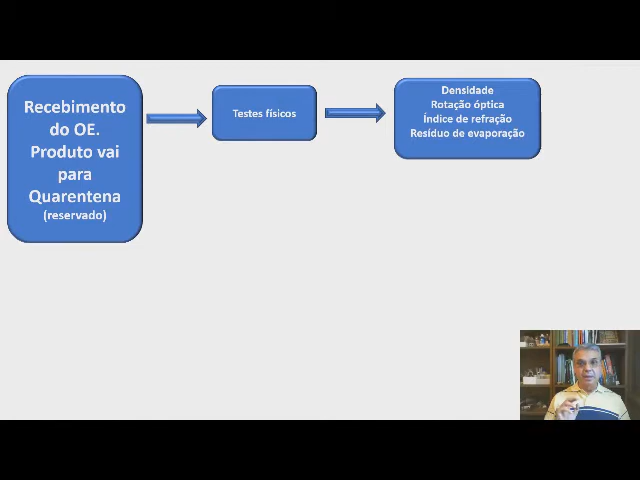 Recebimento
do OE.
Produto vai
para
Quarentena
(reservado)
Testes físicos
Densidade
Rotação óptica
Índice de refração
Resíduo de evaporação